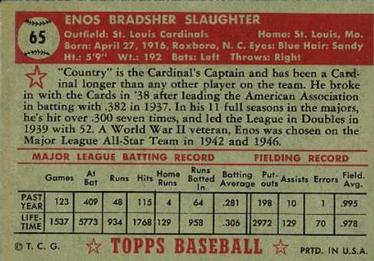 65
ENOS BRADSHER SLAUGHTER
Outfield: St. Louis Cardinals Home: St. Louis, Mo.
Born: April 27, 1916, Roxboro, N. C. Eyes: Blue Hair: Sandy
Ht.: 5'9" Wt.: 192 Bats: Left Throws: Right
"Country" is the Cardinal's Captain and has been a Card-
inal longer than any other player on the team. He broke
in with the Cards in '38 after leading the American Association
in batting with .382 in 1937. In his 11 full seasons in the majors,
he's hit over .300 seven times, and led the League in Doubles in
1939 with 52. A World War II veteran, Enos was chosen on the
Major League All-Star Team in 1942 and 1946.
MAJOR LEAGUE BATTING RECORD FIELDING RECORD
Games At Bat Runs Hits Home Runs Runs Batted In Batting Average Put-outs Assists Errors Field. Avg.
PAST YEAR 123 409 48 115 4 64 .281 198 10 1 .995
LIFE-TIME 1537 5773 934 1768 129 958 .306 2972 129 70 .978
© T. C. G. TOPPS BASEBALL PRTD. IN U.S.A.